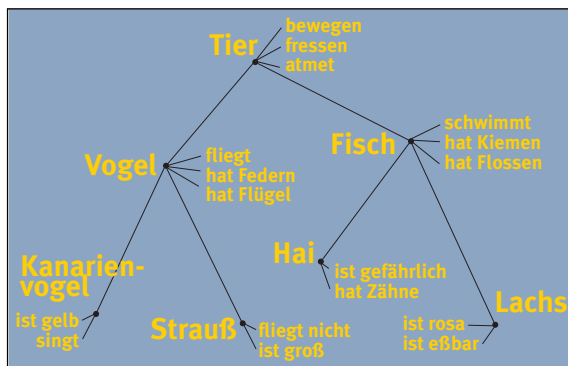 Tier
bewegen
fressen
atmet
Vogel
fliegt
hat Federn
hat Flügel
Fisch
schwimmt
hat Kiemen
hat Flossen
Kanarien-
vogel
ist gelb
singt
Strauß
fliegt nicht
ist groß
Hai
ist gefährlich
hat Zähne
Lachs
ist rosa
ist eßbar